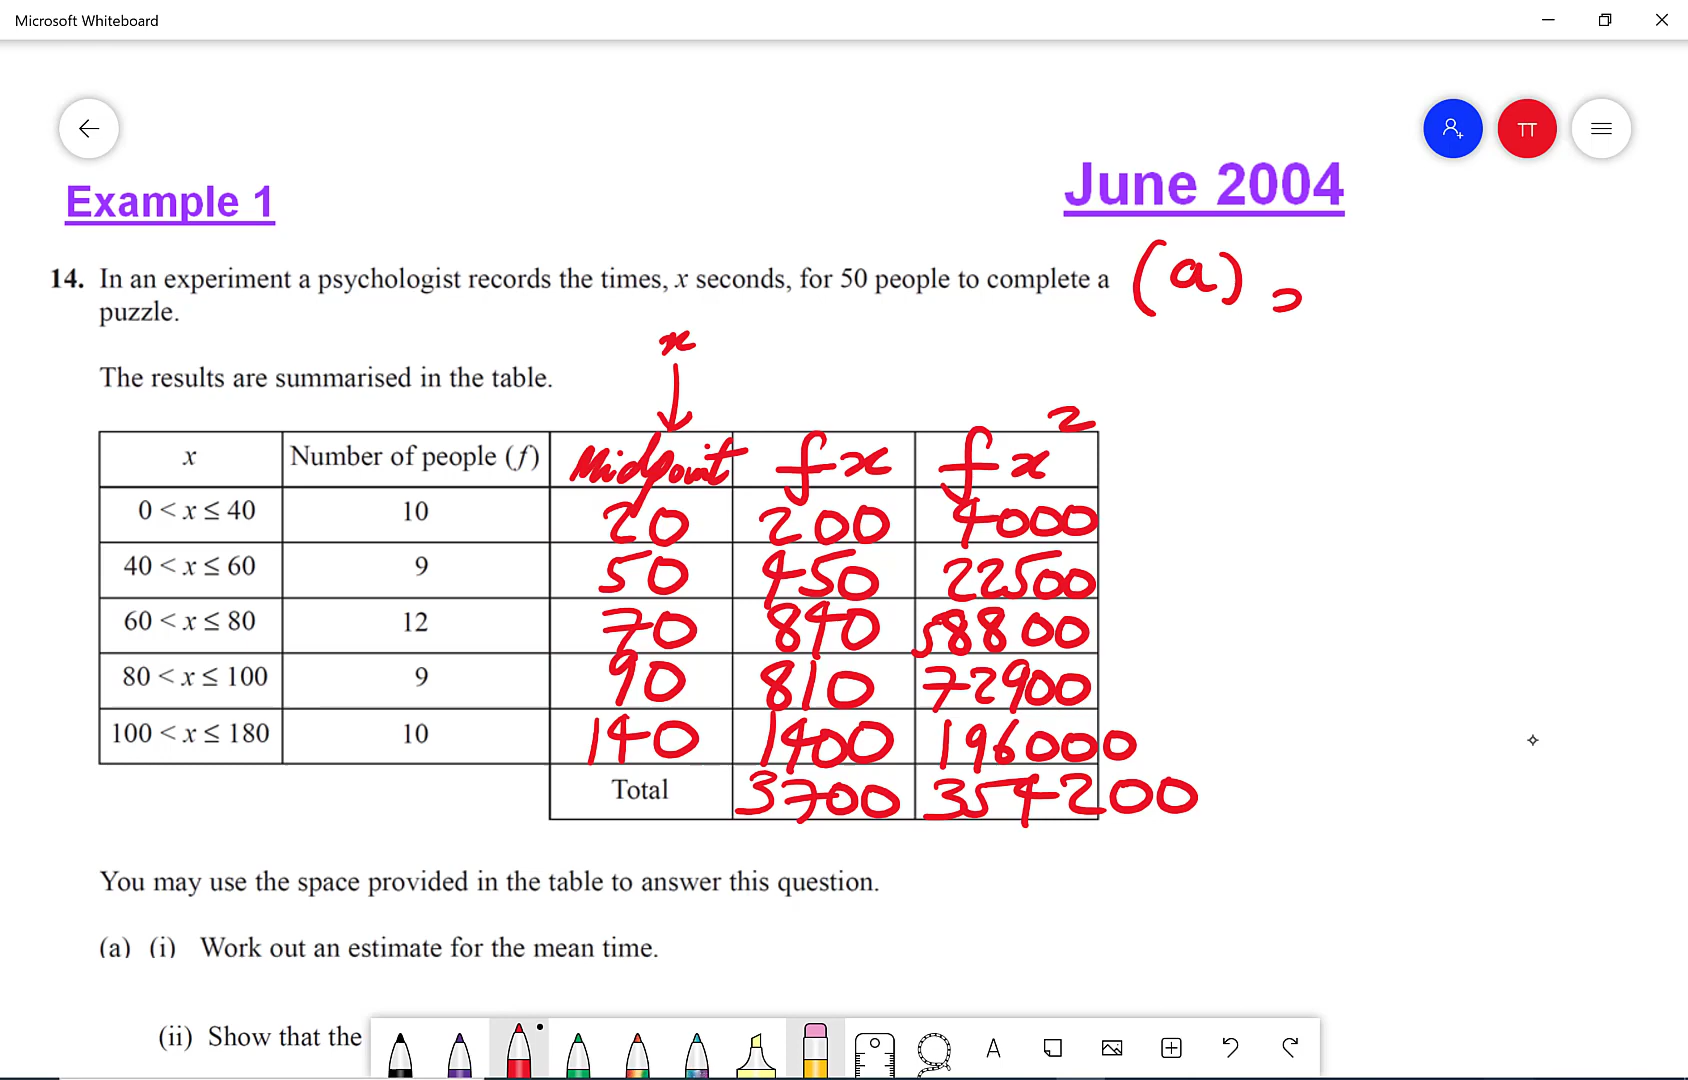 Microsoft Whiteboard
TT
Example 1
June 2004
14. In an experiment a psychologist records the times, x seconds, for 50 people to complete a
puzzle.
(a)
x
The results are summarised in the table.
x Number of people (f) Midpoint fx fx²
0 < x ≤ 40 10 20 200 4000
40 < x ≤ 60 9 50 450 22500
60 < x ≤ 80 12 70 840 58800
80 < x ≤ 100 9 90 810 72900
100 < x ≤ 180 10 140 1400 196000
Total 3700 354200
You may use the space provided in the table to answer this question.
(a) (i) Work out an estimate for the mean time.
(ii) Show that the
A